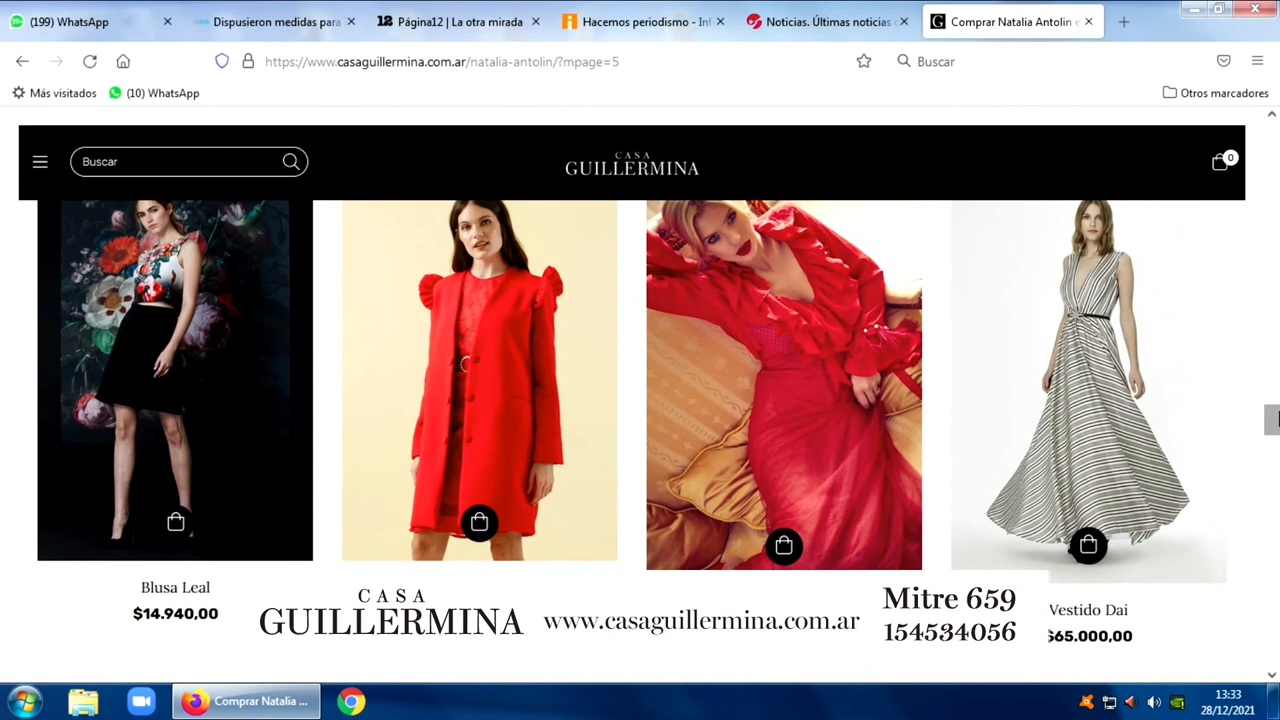 (199) WhatsApp
Dispusieron medidas para
12 Página12 | La otra mirada
Hacemos periodismo - Inf
Noticias. Últimas noticias d
G Comprar Natalia Antolin e
https://www.casaguillermina.com.ar/natalia-antolin/?mpage=5
Buscar
Más visitados
(10) WhatsApp
Otros marcadores
Buscar
CASA
GUILLERMINA
0
Blusa Leal
$14.940,00
CASA
GUILLERMINA
www.casaguillermina.com.ar
Mitre 659
154534056
Vestido Dai
$65.000,00
Comprar Natalia ...
13:33
28/12/2021